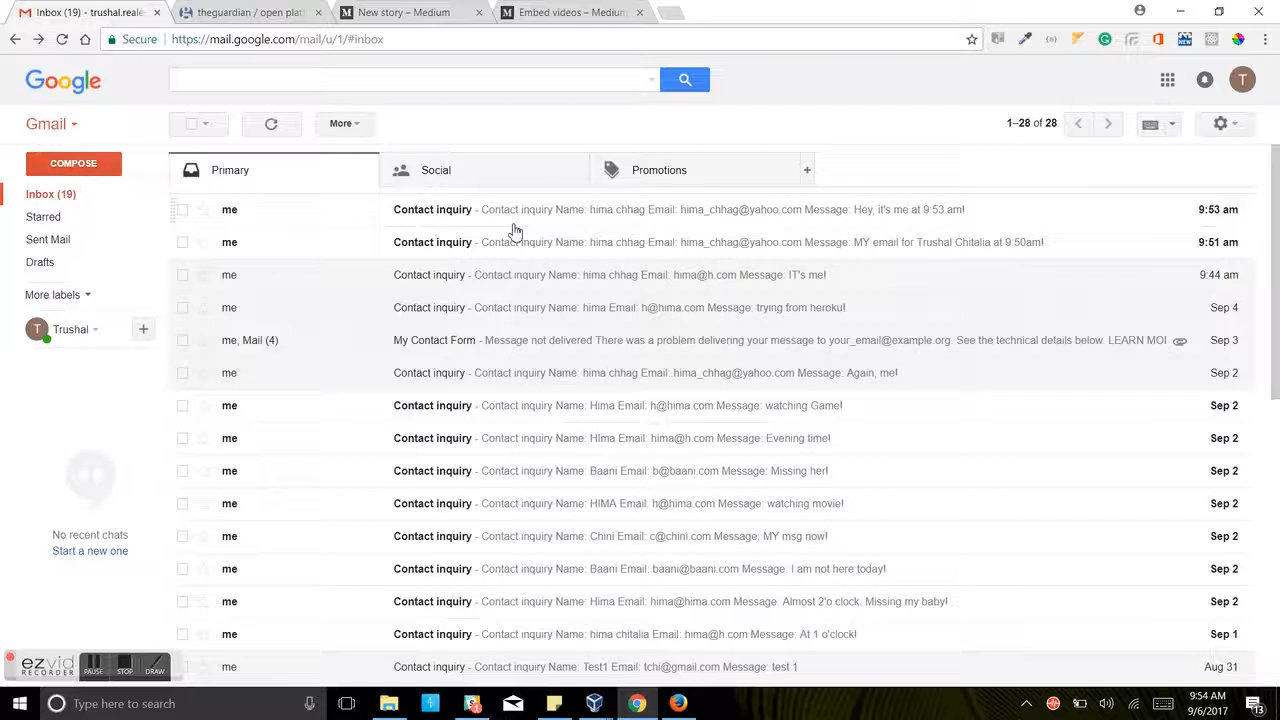 Inbox (19) - trushal.reale
theguardian / open platf
New story – Medium
Embed videos – Medium
Secure https://mail.google.com/mail/u/1/#inbox
Google
T
Gmail
More
1–28 of 28
COMPOSE
Primary
Social
Promotions
+
Inbox (19)
Starred
Sent Mail
Drafts
More labels
T Trushal
+
No recent chats
Start a new one
me Contact inquiry - Contact inquiry Name: hima chhag Email: hima_chhag@yahoo.com Message: Hey, it's me at 9:53 am! 9:53 am
me Contact inquiry - Contact inquiry Name: hima chhag Email: hima_chhag@yahoo.com Message: MY email for Trushal Chitalia at 9:50am! 9:51 am
me Contact inquiry - Contact inquiry Name: hima chhag Email: hima@h.com Message: IT's me! 9:44 am
me Contact inquiry - Contact inquiry Name: hima Email: h@hima.com Message: trying from heroku! Sep 4
me, Mail (4) My Contact Form - Message not delivered There was a problem delivering your message to your_email@example.org. See the technical details below. LEARN MOI Sep 3
me Contact inquiry - Contact inquiry Name: hima chhag Email: hima_chhag@yahoo.com Message: Again, me! Sep 2
me Contact inquiry - Contact inquiry Name: Hima Email: h@hima.com Message: watching Game! Sep 2
me Contact inquiry - Contact inquiry Name: HIma Email: hima@h.com Message: Evening time! Sep 2
me Contact inquiry - Contact inquiry Name: Baani Email: b@baani.com Message: Missing her! Sep 2
me Contact inquiry - Contact inquiry Name: HIMA Email: h@hima.com Message: watching movie! Sep 2
me Contact inquiry - Contact inquiry Name: Chini Email: c@chini.com Message: MY msg now! Sep 2
me Contact inquiry - Contact inquiry Name: Baani Email: baani@baani.com Message. I am not here today! Sep 2
me Contact inquiry - Contact inquiry Name: Hima Email: hima@hima.com Message. Almost 2'o clock. Missing my baby! Sep 2
me Contact inquiry - Contact inquiry Name: hima chitalia Email: hima@h.com Message: At 1 o'clock! Sep 1
me Contact inquiry - Contact inquiry Name: Test1 Email: tchi@gmail.com Message: test 1 Aug 31
ezvid
RECORDER
PAUSE STOP DRAW
Type here to search
9:54 AM
9/6/2017
13